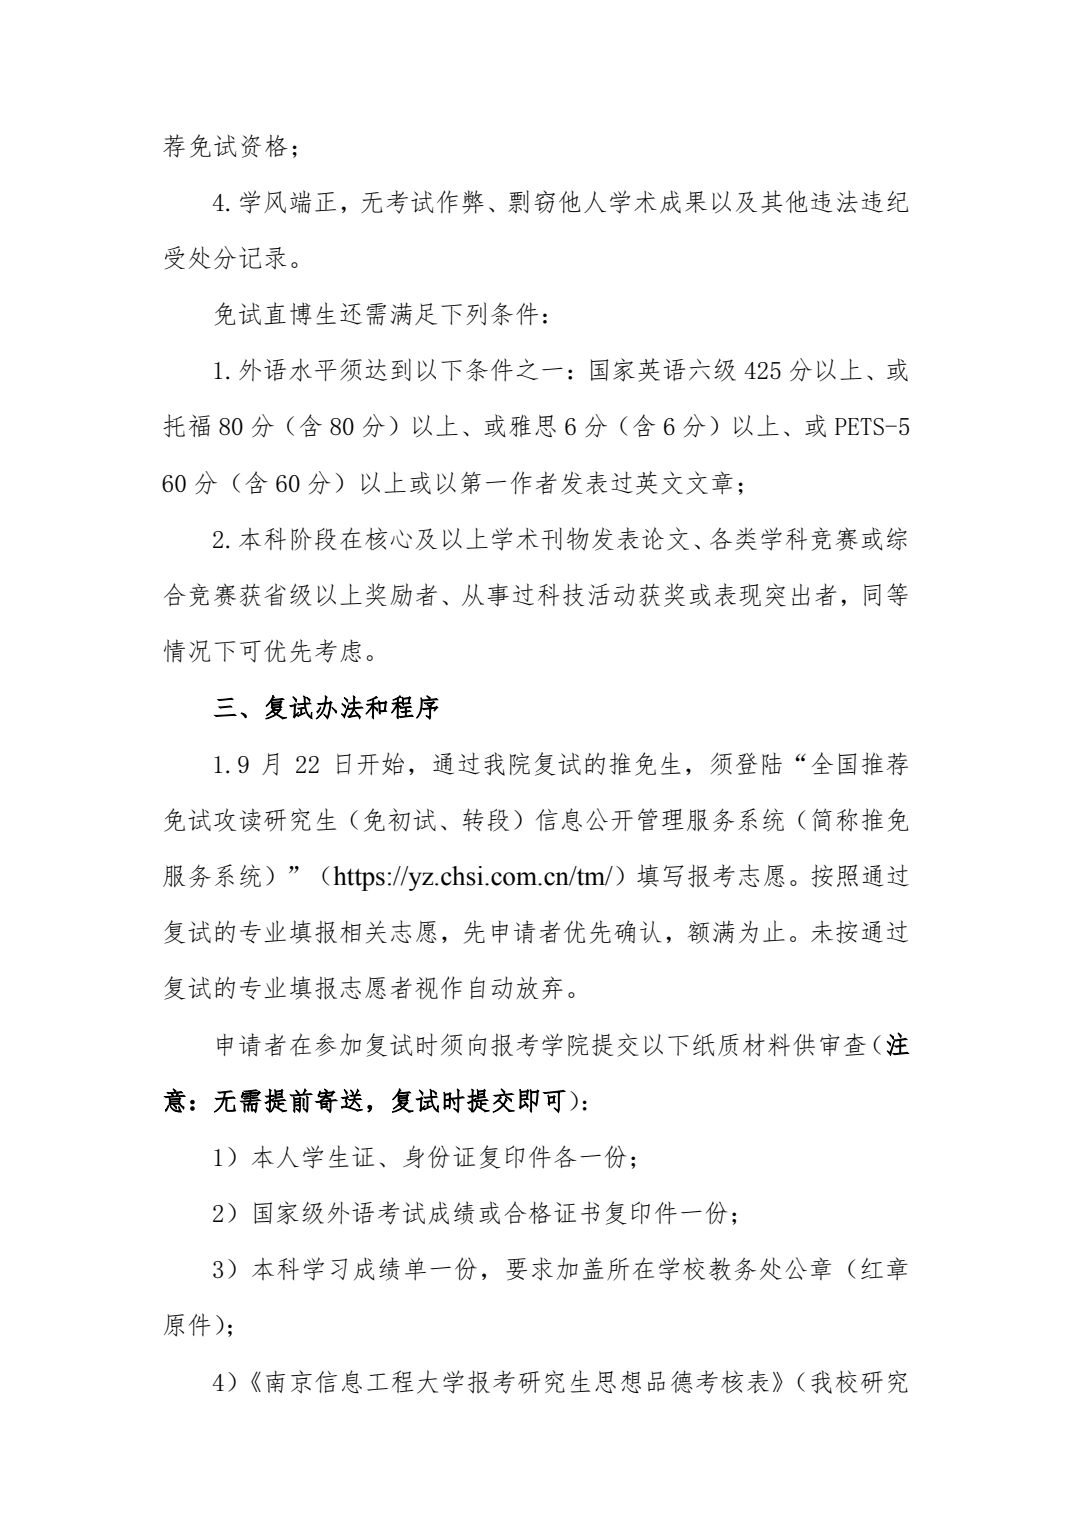 荐免试资格；
4.学风端正，无考试作弊、剽窃他人学术成果以及其他违法违纪
受处分记录。
免试直博生还需满足下列条件：
1.外语水平须达到以下条件之一：国家英语六级 425 分以上、或
托福 80 分（含 80 分）以上、或雅思 6 分（含 6 分）以上、或 PETS-5
60 分（含 60 分）以上或以第一作者发表过英文文章；
2.本科阶段在核心及以上学术刊物发表论文、各类学科竞赛或综
合竞赛获省级以上奖励者、从事过科技活动获奖或表现突出者，同等
情况下可优先考虑。
三、复试办法和程序
1.9 月 22 日开始，通过我院复试的推免生，须登陆“全国推荐
免试攻读研究生（免初试、转段）信息公开管理服务系统（简称推免
服务系统）”（https://yz.chsi.com.cn/tm/）填写报考志愿。按照通过
复试的专业填报相关志愿，先申请者优先确认，额满为止。未按通过
复试的专业填报志愿者视作自动放弃。
申请者在参加复试时须向报考学院提交以下纸质材料供审查（注
意：无需提前寄送，复试时提交即可）：
1）本人学生证、身份证复印件各一份；
2）国家级外语考试成绩或合格证书复印件一份；
3）本科学习成绩单一份，要求加盖所在学校教务处公章（红章
原件）；
4）《南京信息工程大学报考研究生思想品德考核表》（我校研究